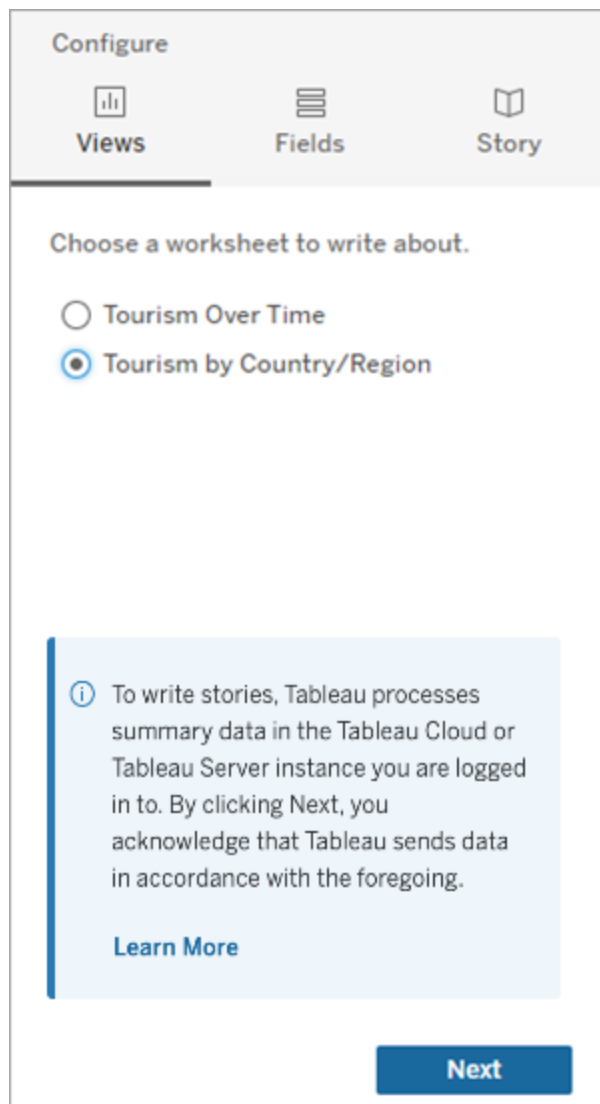 Configure
Views Fields Story
Choose a worksheet to write about.
Tourism Over Time
Tourism by Country/Region
To write stories, Tableau processes
summary data in the Tableau Cloud or
Tableau Server instance you are logged
in to. By clicking Next, you
acknowledge that Tableau sends data
in accordance with the foregoing.
Learn More
Next